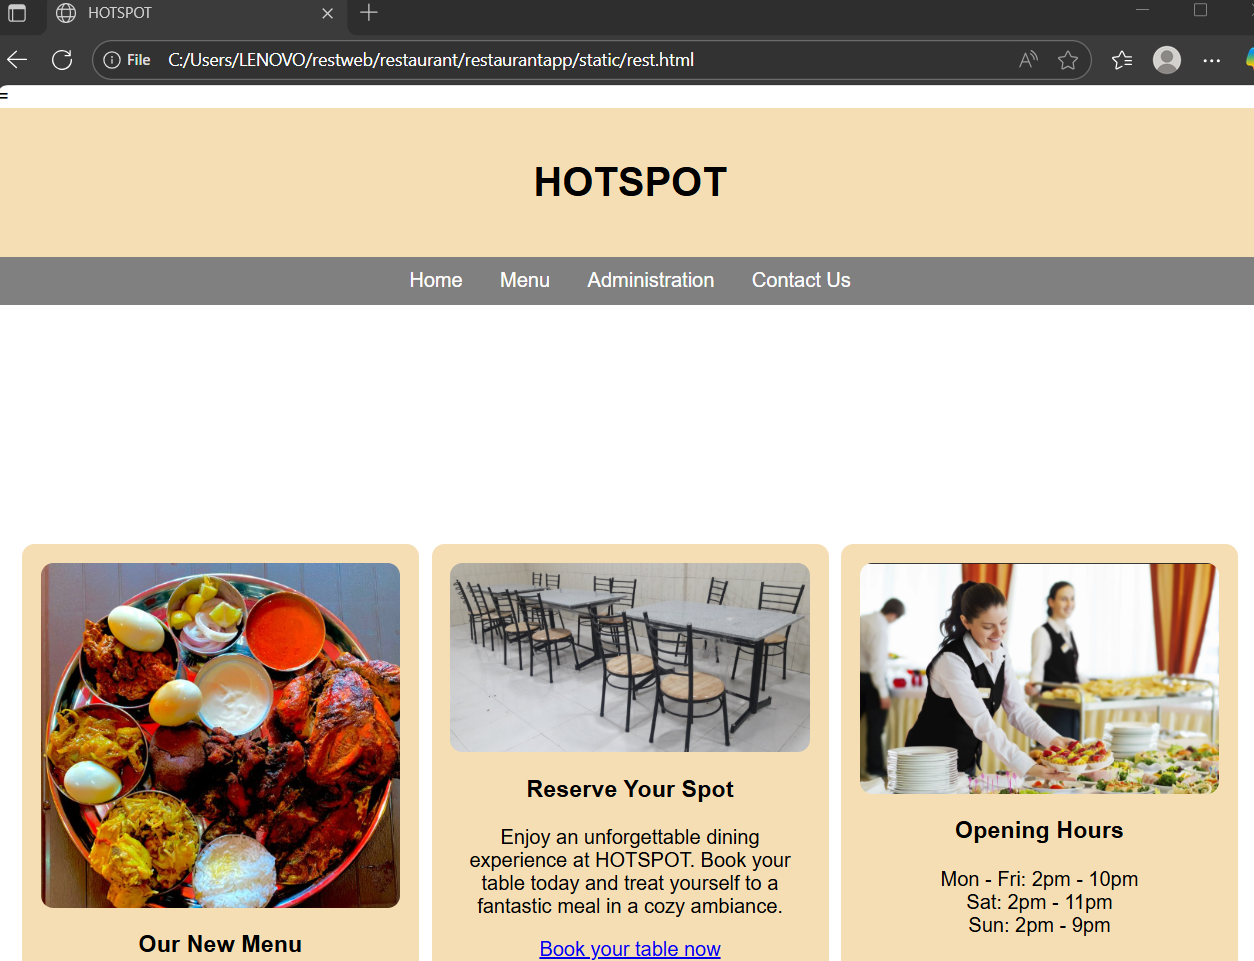 HOTSPOT
File C:/Users/LENOVO/restweb/restaurant/restaurantapp/static/rest.html
=
HOTSPOT
Home Menu Administration Contact Us
Our New Menu
Reserve Your Spot
Enjoy an unforgettable dining
experience at HOTSPOT. Book your
table today and treat yourself to a
fantastic meal in a cozy ambiance.
Book your table now
Opening Hours
Mon - Fri: 2pm - 10pm
Sat: 2pm - 11pm
Sun: 2pm - 9pm